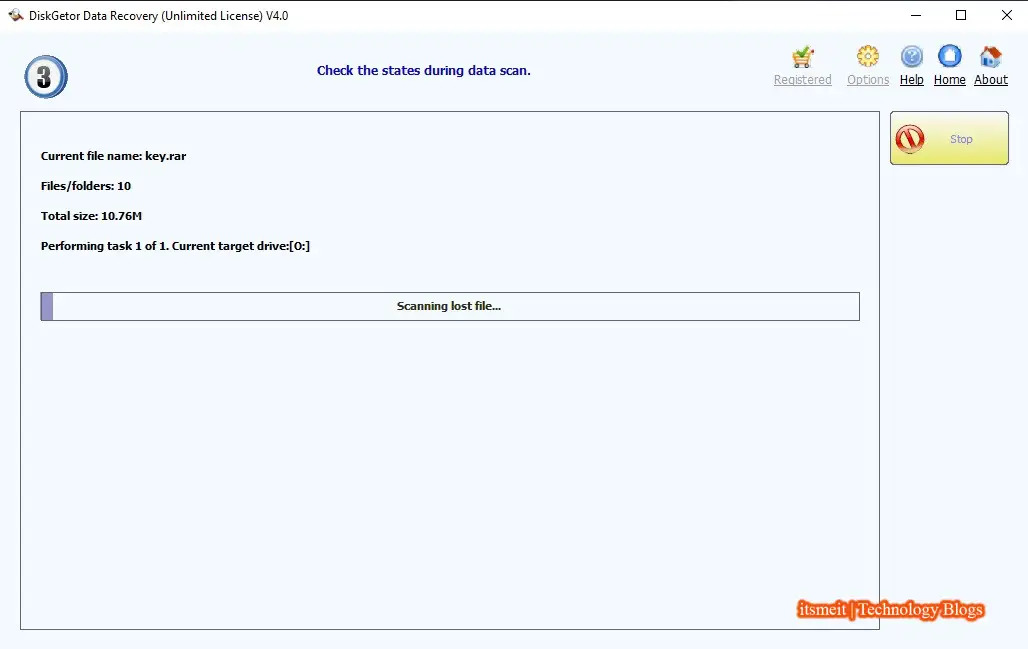 DiskGetor Data Recovery (Unlimited License) V4.0
3
Check the states during data scan.
Registered Options Help Home About
Stop
Current file name: key.rar
Files/folders: 10
Total size: 10.76M
Performing task 1 of 1. Current target drive:[O:]
Scanning lost file...
itsmeit | Technology Blogs